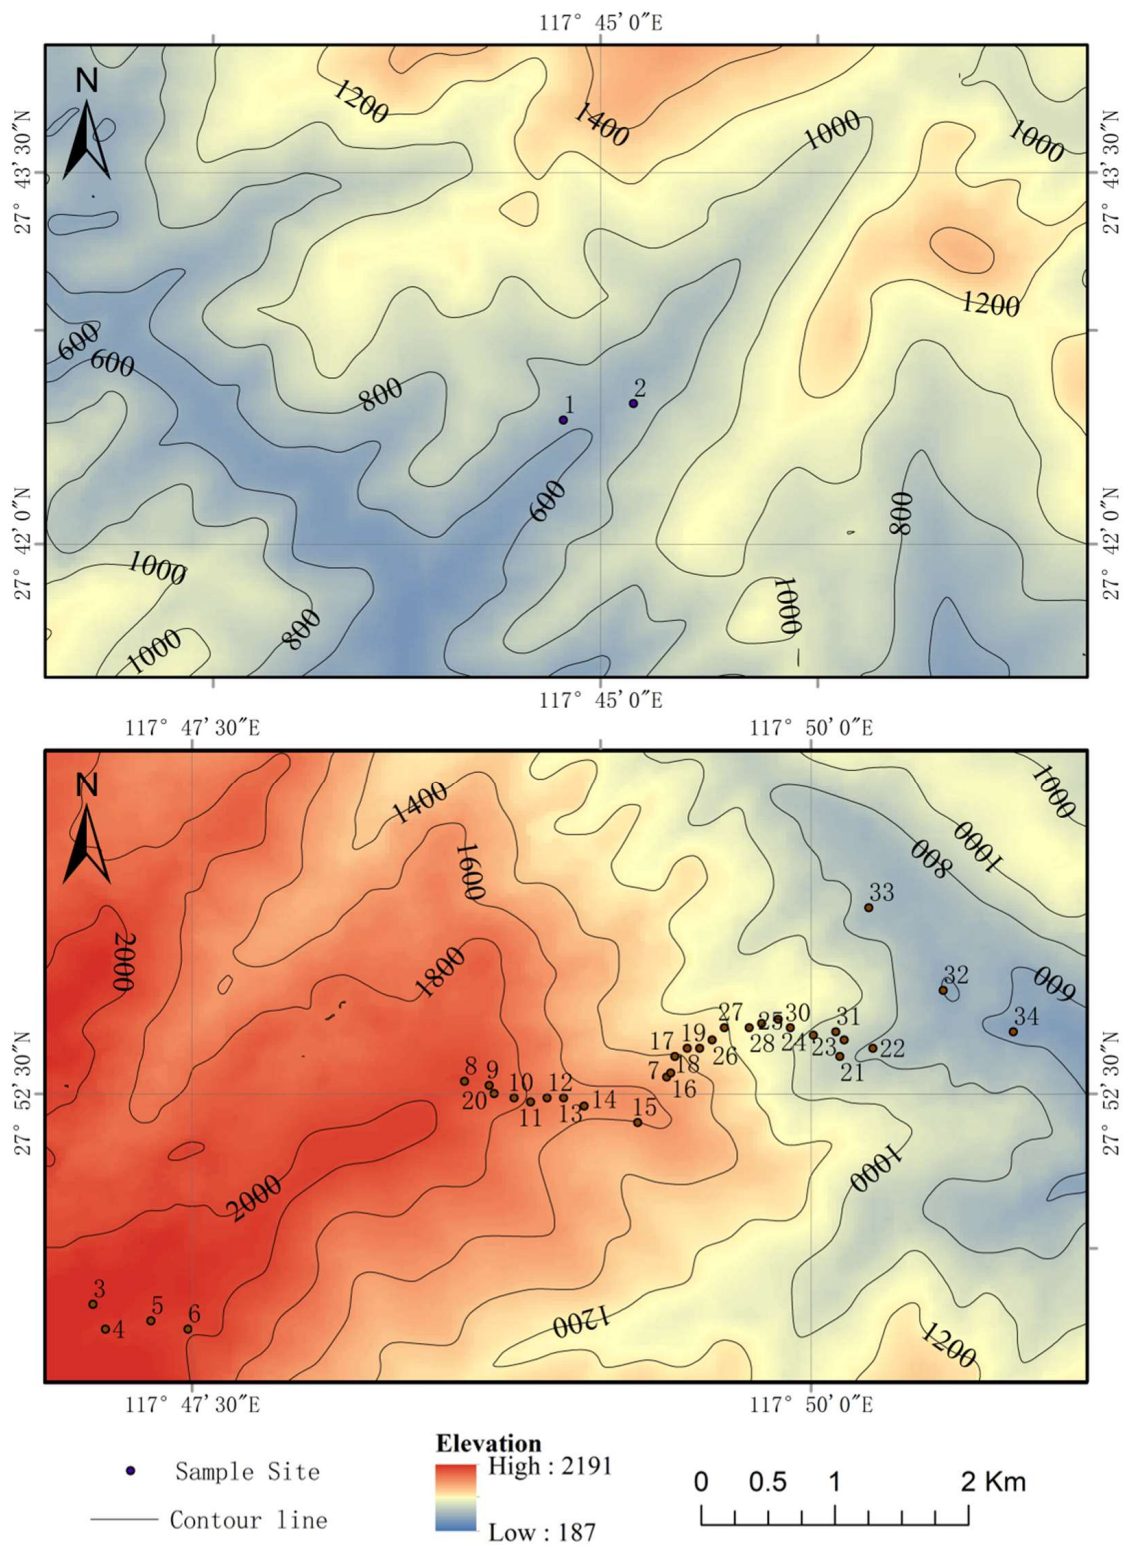 117° 45′0″E
N
1200
1400
1000
1000
27° 43′30″N
27° 43′30″N
1200
600
600
800
1
2
600
800
27° 42′0″N
27° 42′0″N
1000
1000
800
1000
117° 45′0″E
117° 47′30″E
117° 50′0″E
N
1400
1000
1000
800
1600
33
2000
1800
32
600
27
25
30
31
34
17
19
28
24
23
22
26
7
18
21
16
8
9
10
12
20
11
13
14
15
27° 52′30″N
27° 52′30″N
1000
2000
3
5
6
4
1200
1200
117° 47′30″E
117° 50′0″E
Sample Site
Contour line
Elevation
High : 2191
Low : 187
0 0.5 1 2 Km